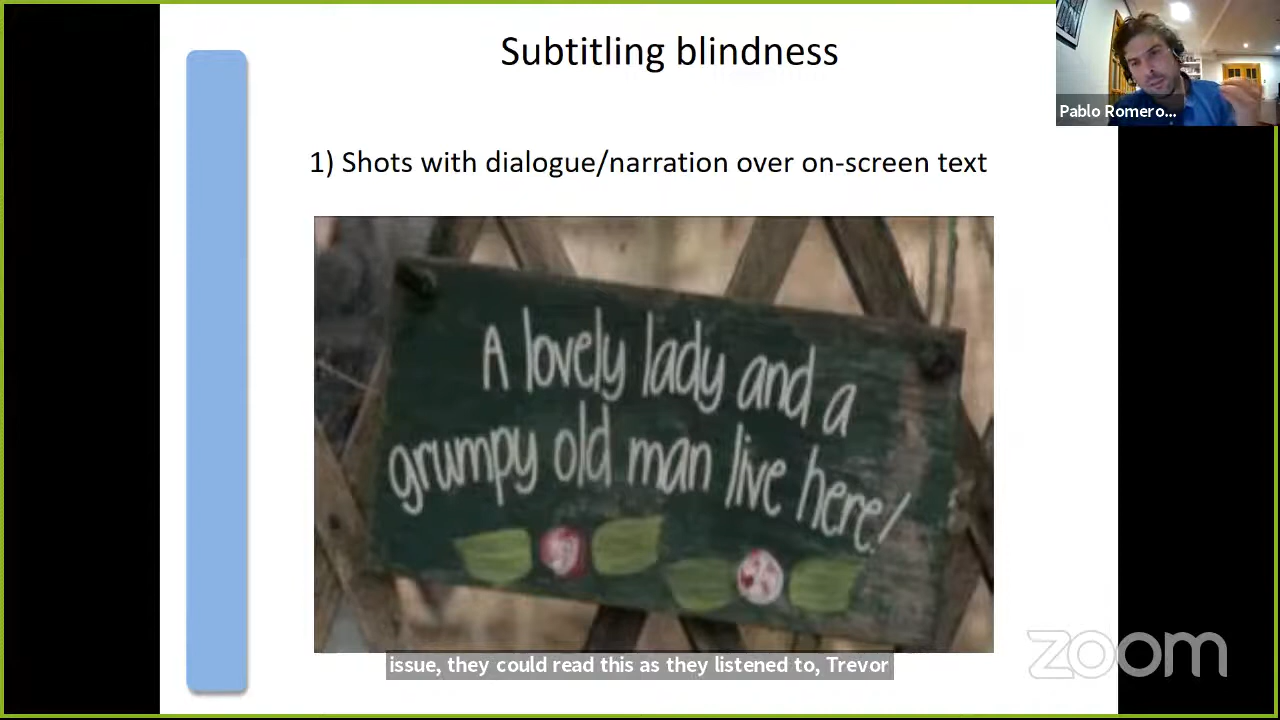 Subtitling blindness
Pablo Romero...
1) Shots with dialogue/narration over on-screen text
A lovely lady and a
grumpy old man live here!
issue, they could read this as they listened to, Trevor
zoom